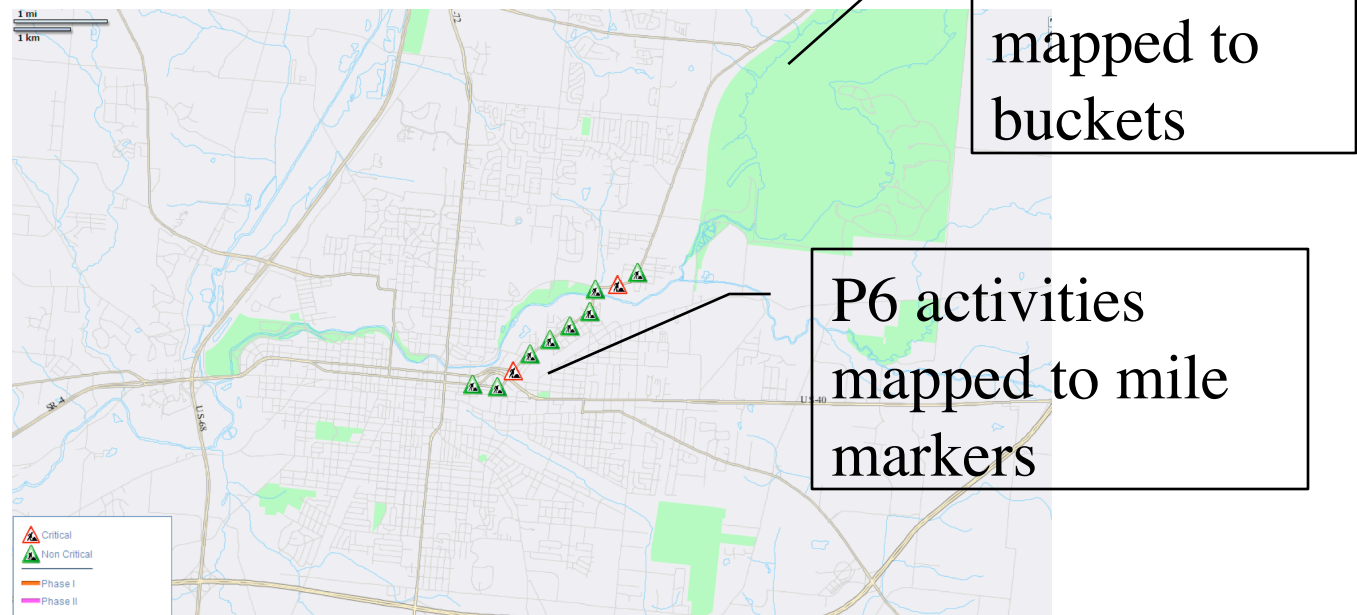 1 mi
1 km
-72
mapped to
buckets
P6 activities
mapped to mile
markers
SR-4
US-68
US-40
Critical
Non Critical
Phase I
Phase II